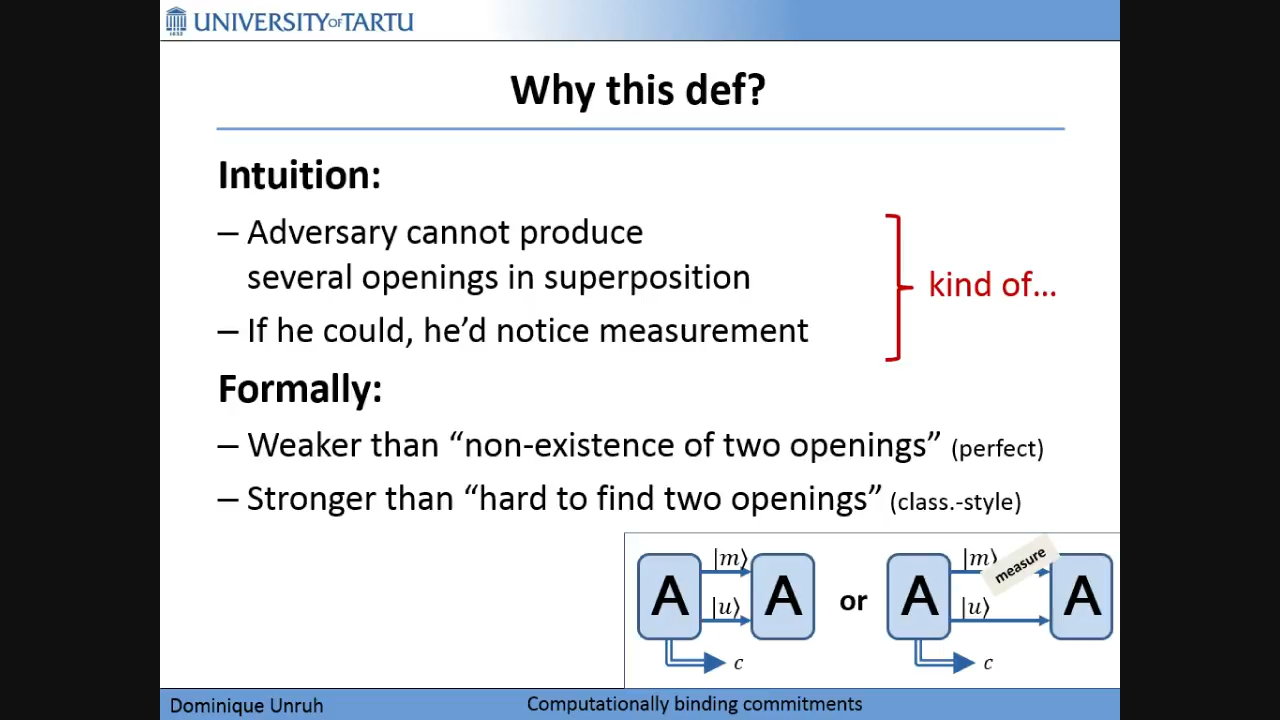 UNIVERSITY OF TARTU
1632
Why this def?
Intuition:
– Adversary cannot produce
several openings in superposition
– If he could, he’d notice measurement
kind of…
Formally:
– Weaker than “non-existence of two openings” (perfect)
– Stronger than “hard to find two openings” (class.-style)
A |m⟩ A or A |m⟩ measure A
|u⟩ |u⟩
c c
Dominique Unruh Computationally binding commitments